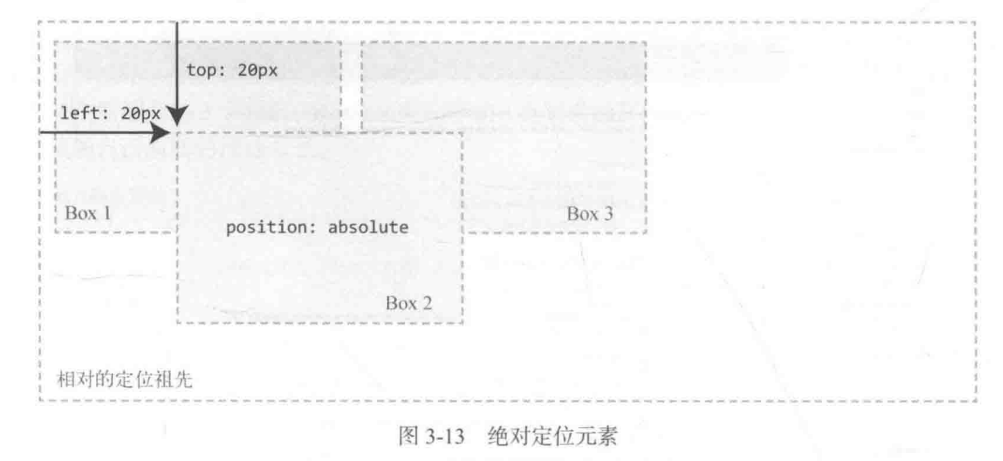 top: 20px
left: 20px
Box 1
Box 3
position: absolute
Box 2
相对的定位祖先
图 3-13 绝对定位元素